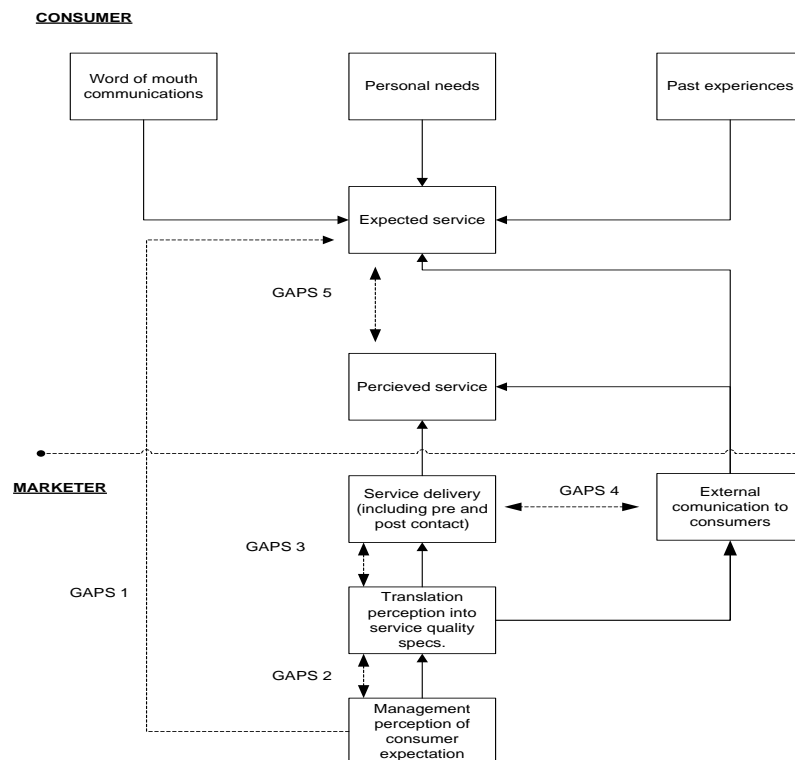 CONSUMER
Word of mouth
communications
Personal needs
Past experiences
Expected service
GAPS 5
Percieved service
MARKETER
Service delivery
(including pre and
post contact)
GAPS 4
External
comunication to
consumers
GAPS 3
GAPS 1
Translation
perception into
service quality
specs.
GAPS 2
Management
perception of
consumer
expectation